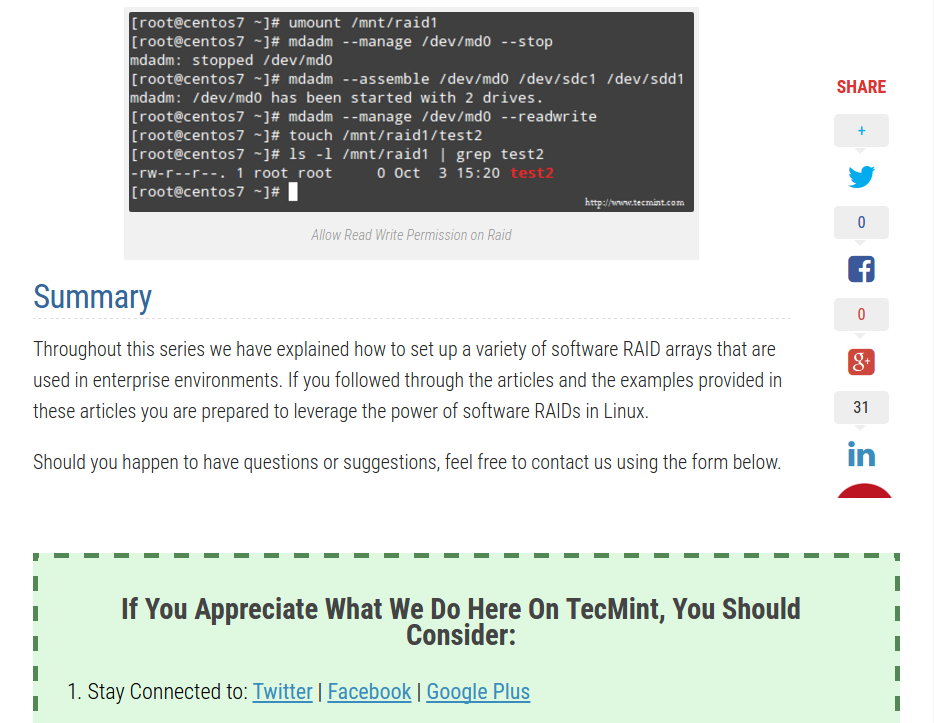 [root@centos7 ~]# umount /mnt/raid1
[root@centos7 ~]# mdadm --manage /dev/md0 --stop
mdadm: stopped /dev/md0
[root@centos7 ~]# mdadm --assemble /dev/md0 /dev/sdc1 /dev/sdd1
mdadm: /dev/md0 has been started with 2 drives.
[root@centos7 ~]# mdadm --manage /dev/md0 --readwrite
[root@centos7 ~]# touch /mnt/raid1/test2
[root@centos7 ~]# ls -l /mnt/raid1 | grep test2
-rw-r--r--. 1 root root     0 Oct  3 15:20 test2
[root@centos7 ~]#
http://www.tecmint.com
Allow Read Write Permission on Raid
Summary
Throughout this series we have explained how to set up a variety of software RAID arrays that are
used in enterprise environments. If you followed through the articles and the examples provided in
these articles you are prepared to leverage the power of software RAIDs in Linux.
Should you happen to have questions or suggestions, feel free to contact us using the form below.
If You Appreciate What We Do Here On TecMint, You Should
Consider:
1. Stay Connected to: Twitter | Facebook | Google Plus
SHARE
+
0
f
0
g+
31
in